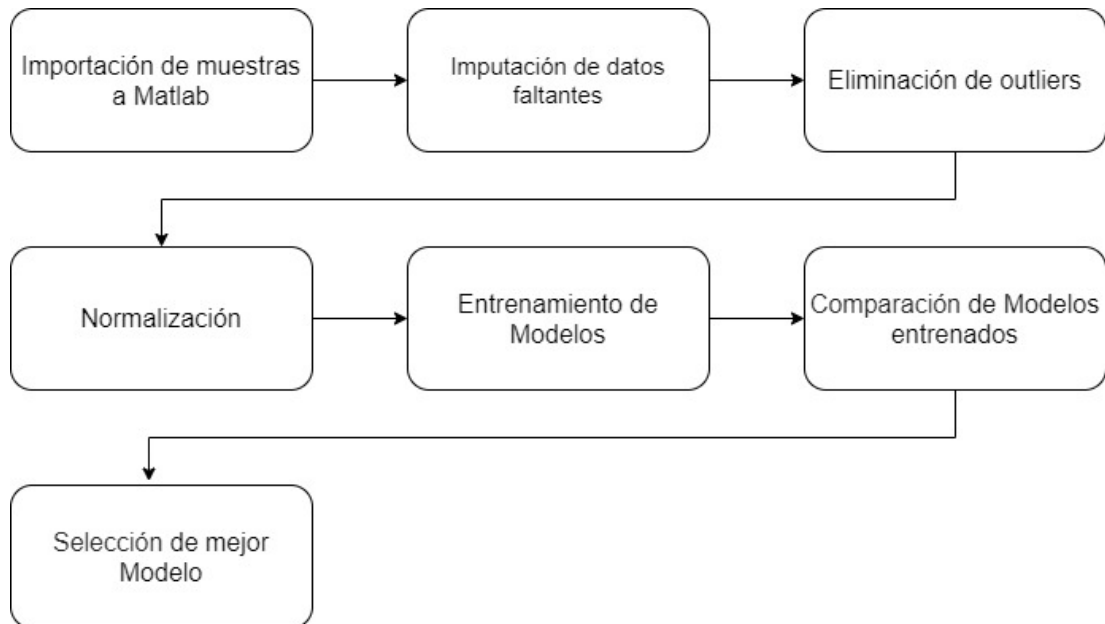 Importación de muestras
a Matlab
Imputación de datos
faltantes
Eliminación de outliers
Normalización
Entrenamiento de
Modelos
Comparación de Modelos
entrenados
Selección de mejor
Modelo